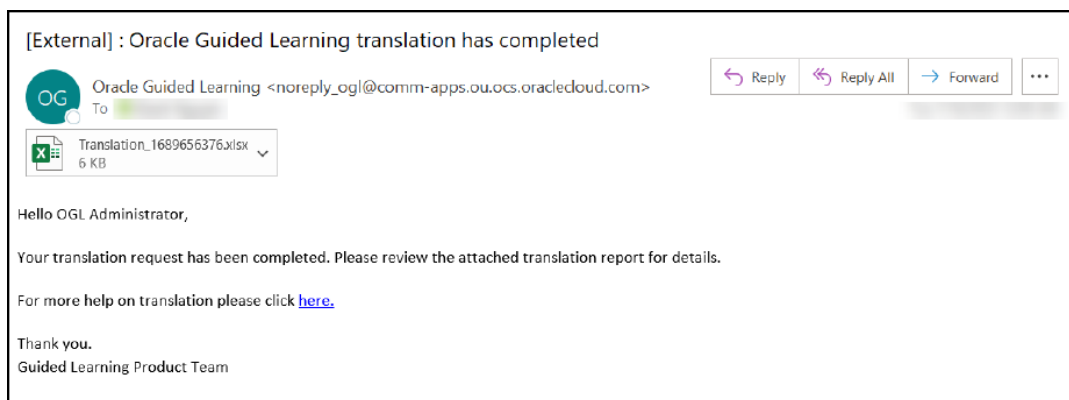 [External] : Oracle Guided Learning translation has completed
OG
Oracle Guided Learning <noreply_ogl@comm-apps.ou.ocs.oraclecloud.com>
Reply
Reply All
Forward
To
Translation_1689656376.xlsx
6 KB
Hello OGL Administrator,
Your translation request has been completed. Please review the attached translation report for details.
For more help on translation please click here.
Thank you.
Guided Learning Product Team